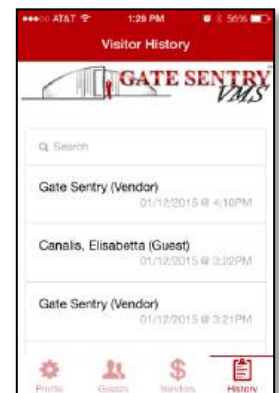 AT&T 1:29 PM 56%
Visitor History
GATE SENTRY
VMS
Search
Gate Sentry (Vendor)
01/12/2015 @ 4:10PM
Canalis, Elisabetta (Guest)
01/12/2015 @ 3:22PM
Gate Sentry (Vendor)
01/12/2015 @ 3:21PM
Profile Guests Vendors History